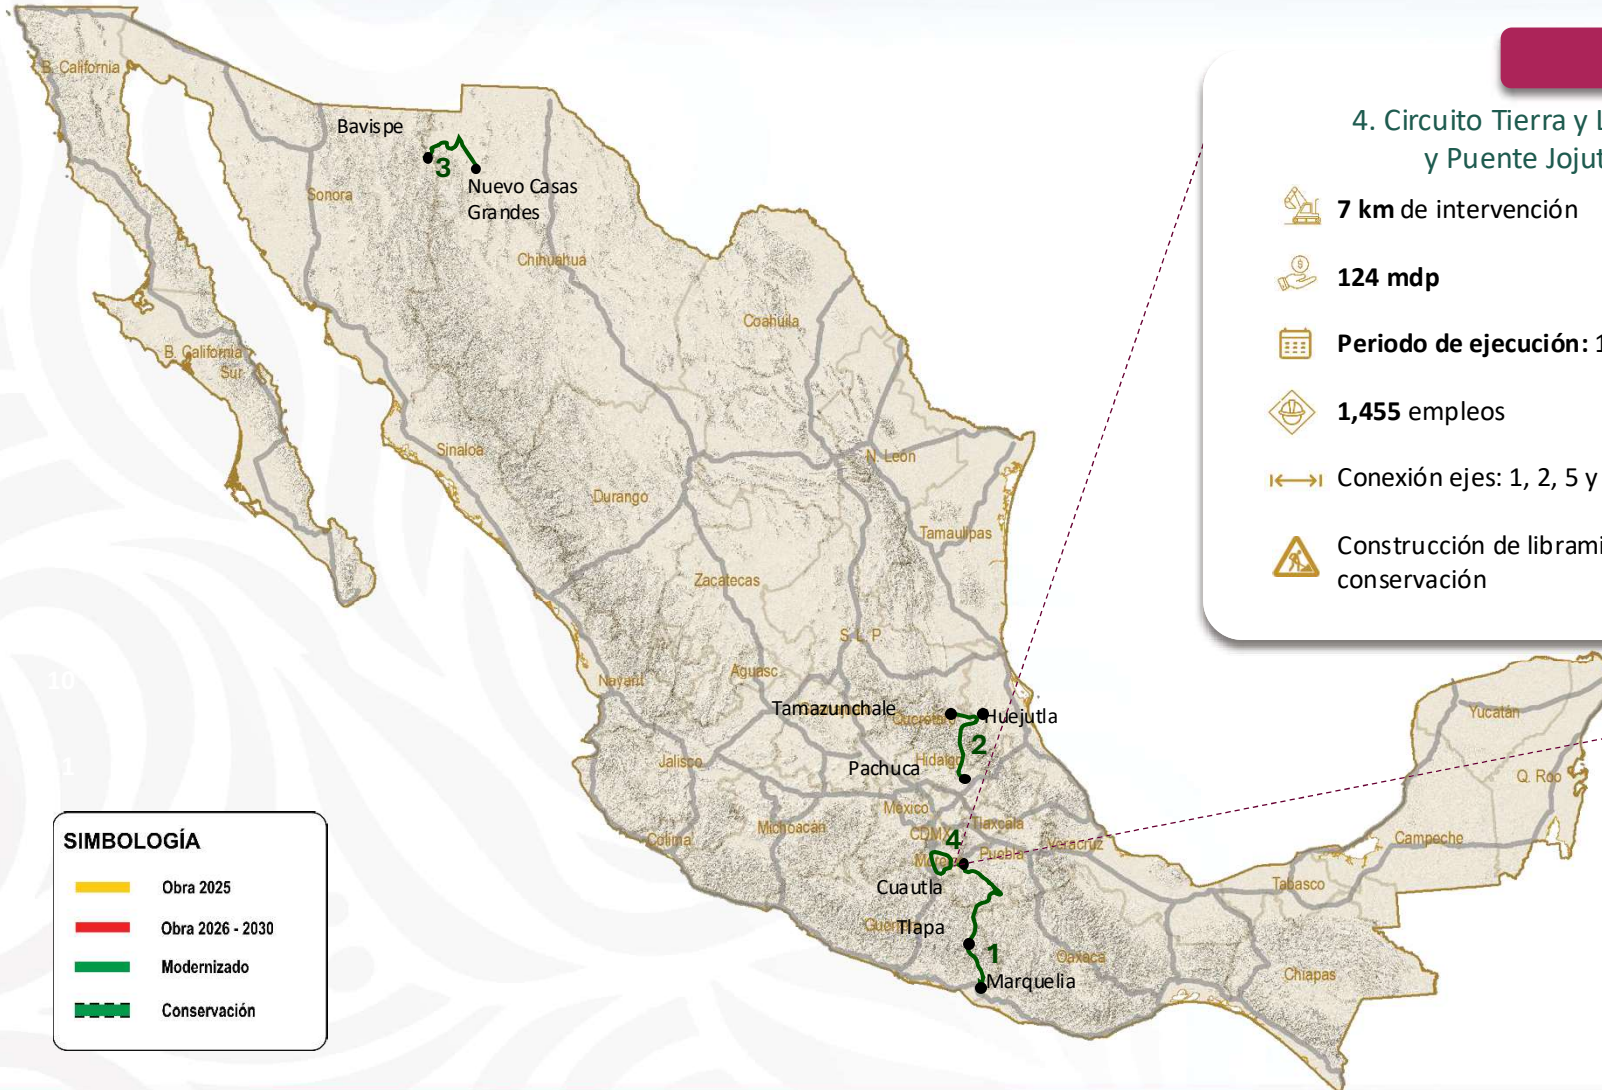 4. Circuito Tierra y L
y Puente Jojut
7 km de intervención
124 mdp
Periodo de ejecución: 1
1,455 empleos
Conexión ejes: 1, 2, 5 y
Construcción de librami
conservación
B. California
Bavispe
3
Nuevo Casas
Grandes
Sonora
Chihuahua
Coahuila
B. California
Sur
Sinaloa
N. León
Durango
Tamaulipas
Zacatecas
S. L. P.
Aguasc
Nayarit
10
Tamazunchale
Querétaro
Huejutla
2
Yucatán
Jalisco
Pachuca
Hidalgo
Q. Roo
1
México
Michoacán
CDMX
Tlaxcala
Colima
4
Puebla
Veracruz
Campeche
Cuautla
Tabasco
Tlapa
1
Oaxaca
Chiapas
Marquelia
SIMBOLOGÍA
Obra 2025
Obra 2026 - 2030
Modernizado
Conservación